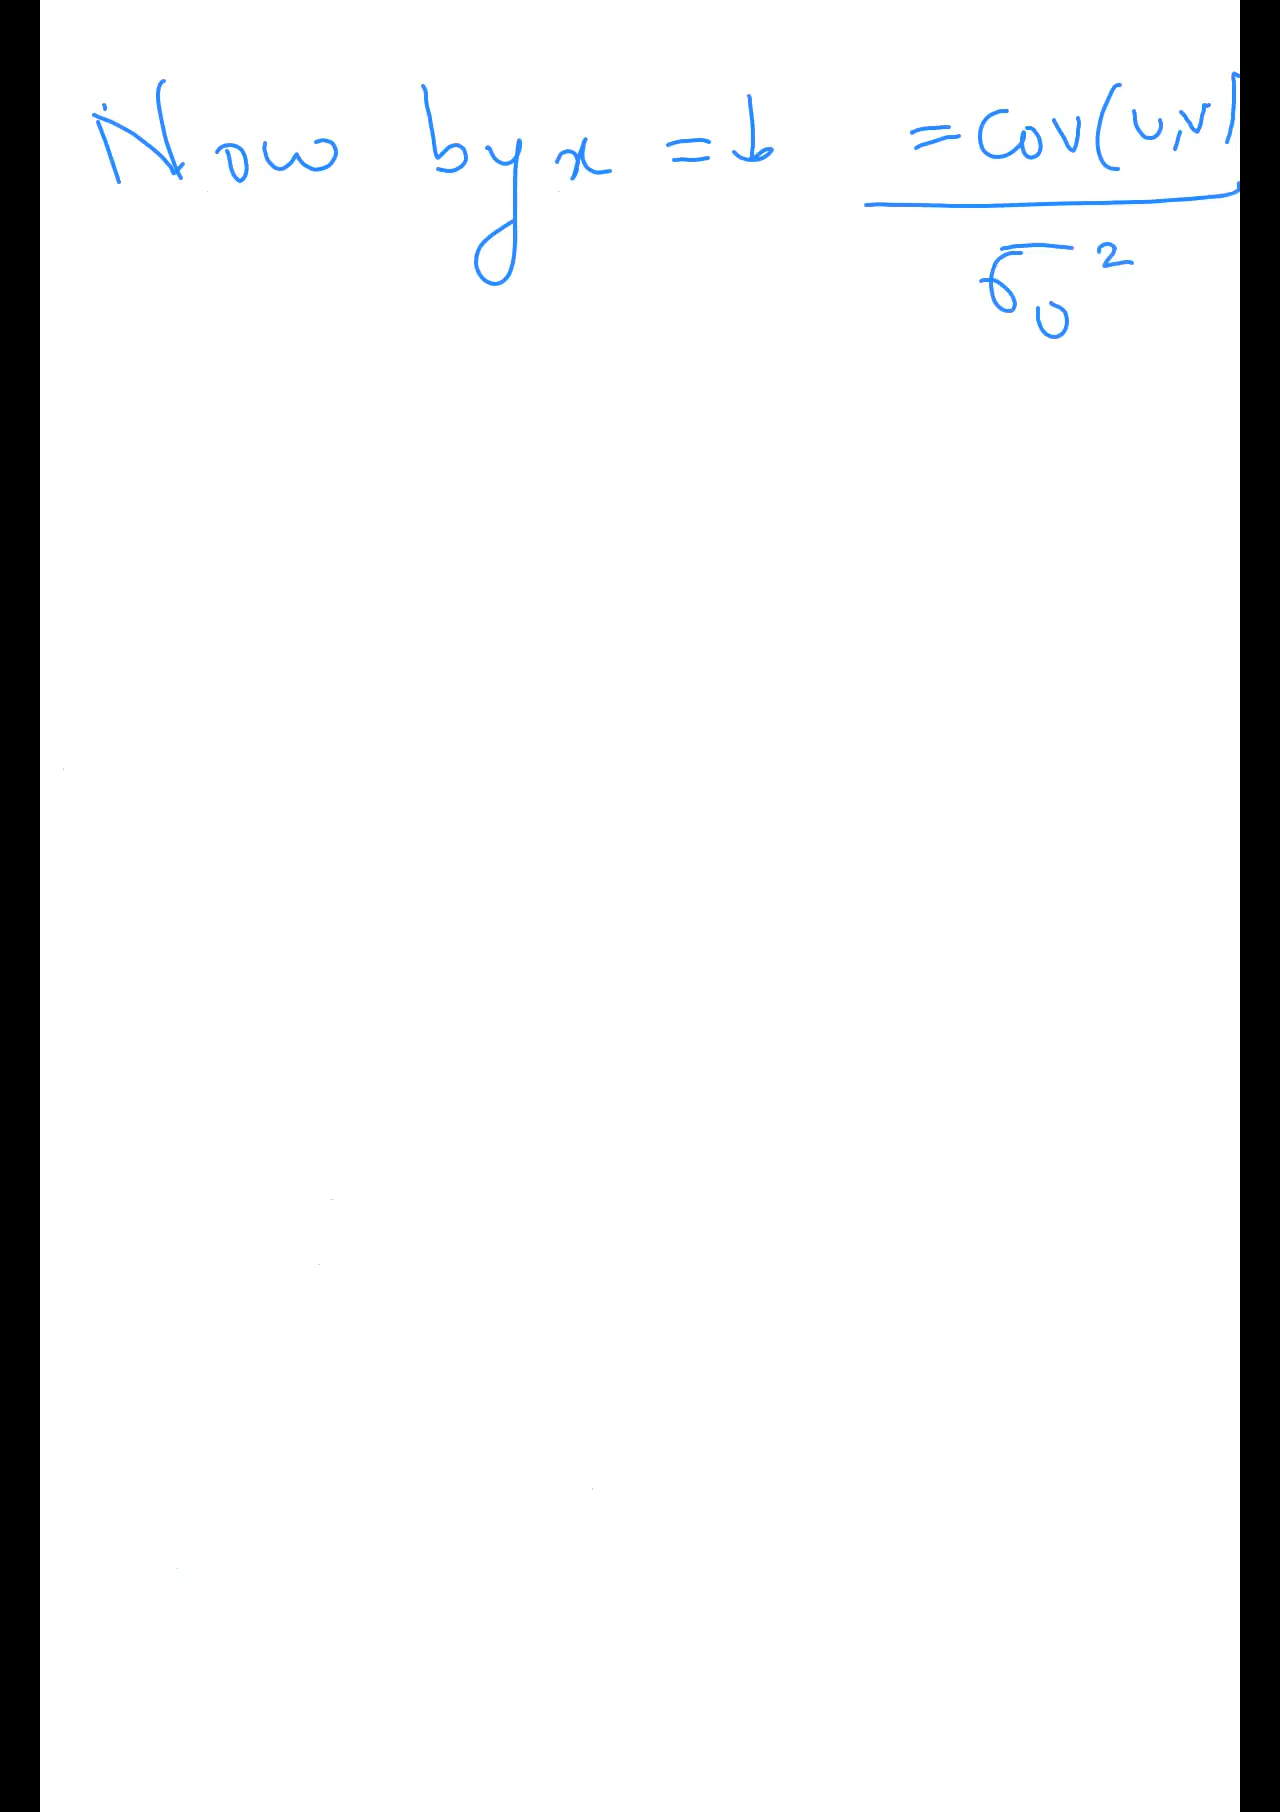 Now byx = b = Cov(u,v)
σu²